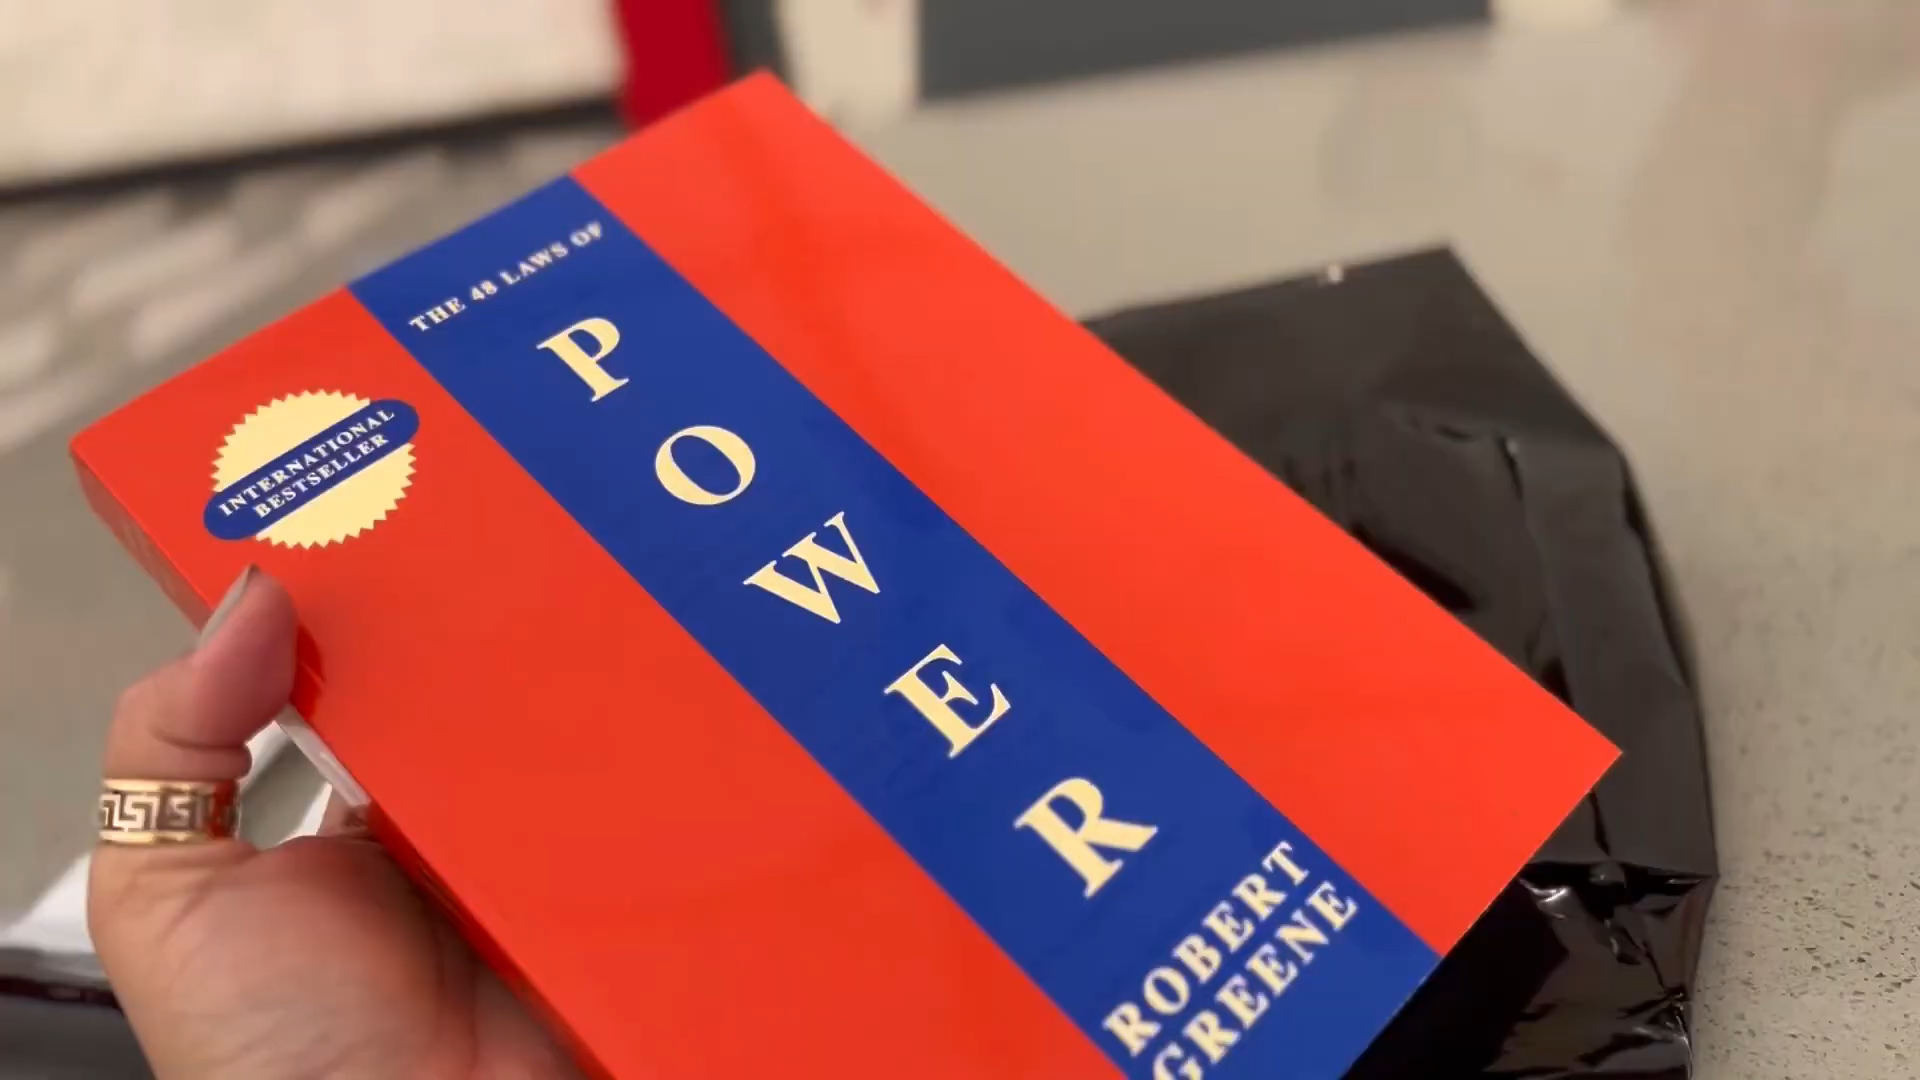 THE 48 LAWS OF
POWER
INTERNATIONAL
BESTSELLER
ROBERT
GREENE